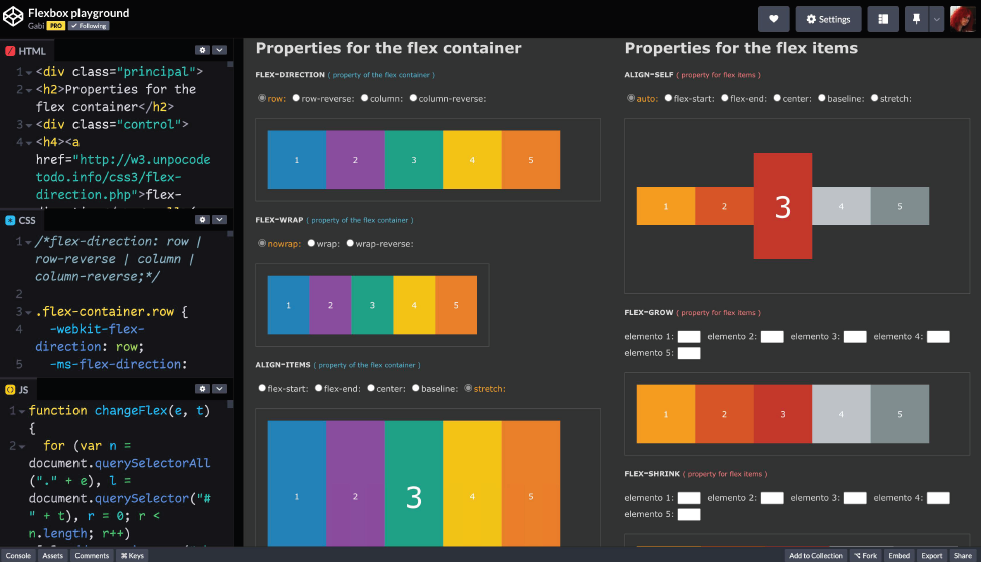 Flexbox playground
Gabi PRO ✓ Following
Settings
HTML
1 <div class="principal">
2 <h2>Properties for the
flex container</h2>
3 <div class="control">
4 <h4><a
href="http://w3.unpocode
todo.info/css3/flex-
direction.php">flex-
CSS
1 /*flex-direction: row |
row-reverse | column |
column-reverse;*/
2
3 .flex-container.row {
4 -webkit-flex-
direction: row;
5 -ms-flex-direction:
JS
1 function changeFlex(e, t)
{
2 for (var n =
document.querySelectorAll
("." + e), l =
document.querySelector("#
" + t), r = 0; r <
n.length; r++)
Properties for the flex container
FLEX-DIRECTION ( property of the flex container )
row: row-reverse: column: column-reverse:
1 2 3 4 5
FLEX-WRAP ( property of the flex container )
nowrap: wrap: wrap-reverse:
1 2 3 4 5
ALIGN-ITEMS ( property of the flex container )
flex-start: flex-end: center: baseline: stretch:
1 2 3 4 5
Properties for the flex items
ALIGN-SELF ( property for flex items )
auto: flex-start: flex-end: center: baseline: stretch:
1 2 3 4 5
FLEX-GROW ( property for flex items )
elemento 1: elemento 2: elemento 3: elemento 4:
elemento 5:
1 2 3 4 5
FLEX-SHRINK ( property for flex items )
elemento 1: elemento 2: elemento 3: elemento 4:
elemento 5:
Console Assets Comments ⌘ Keys
Add to Collection ⌥ Fork Embed Export Share